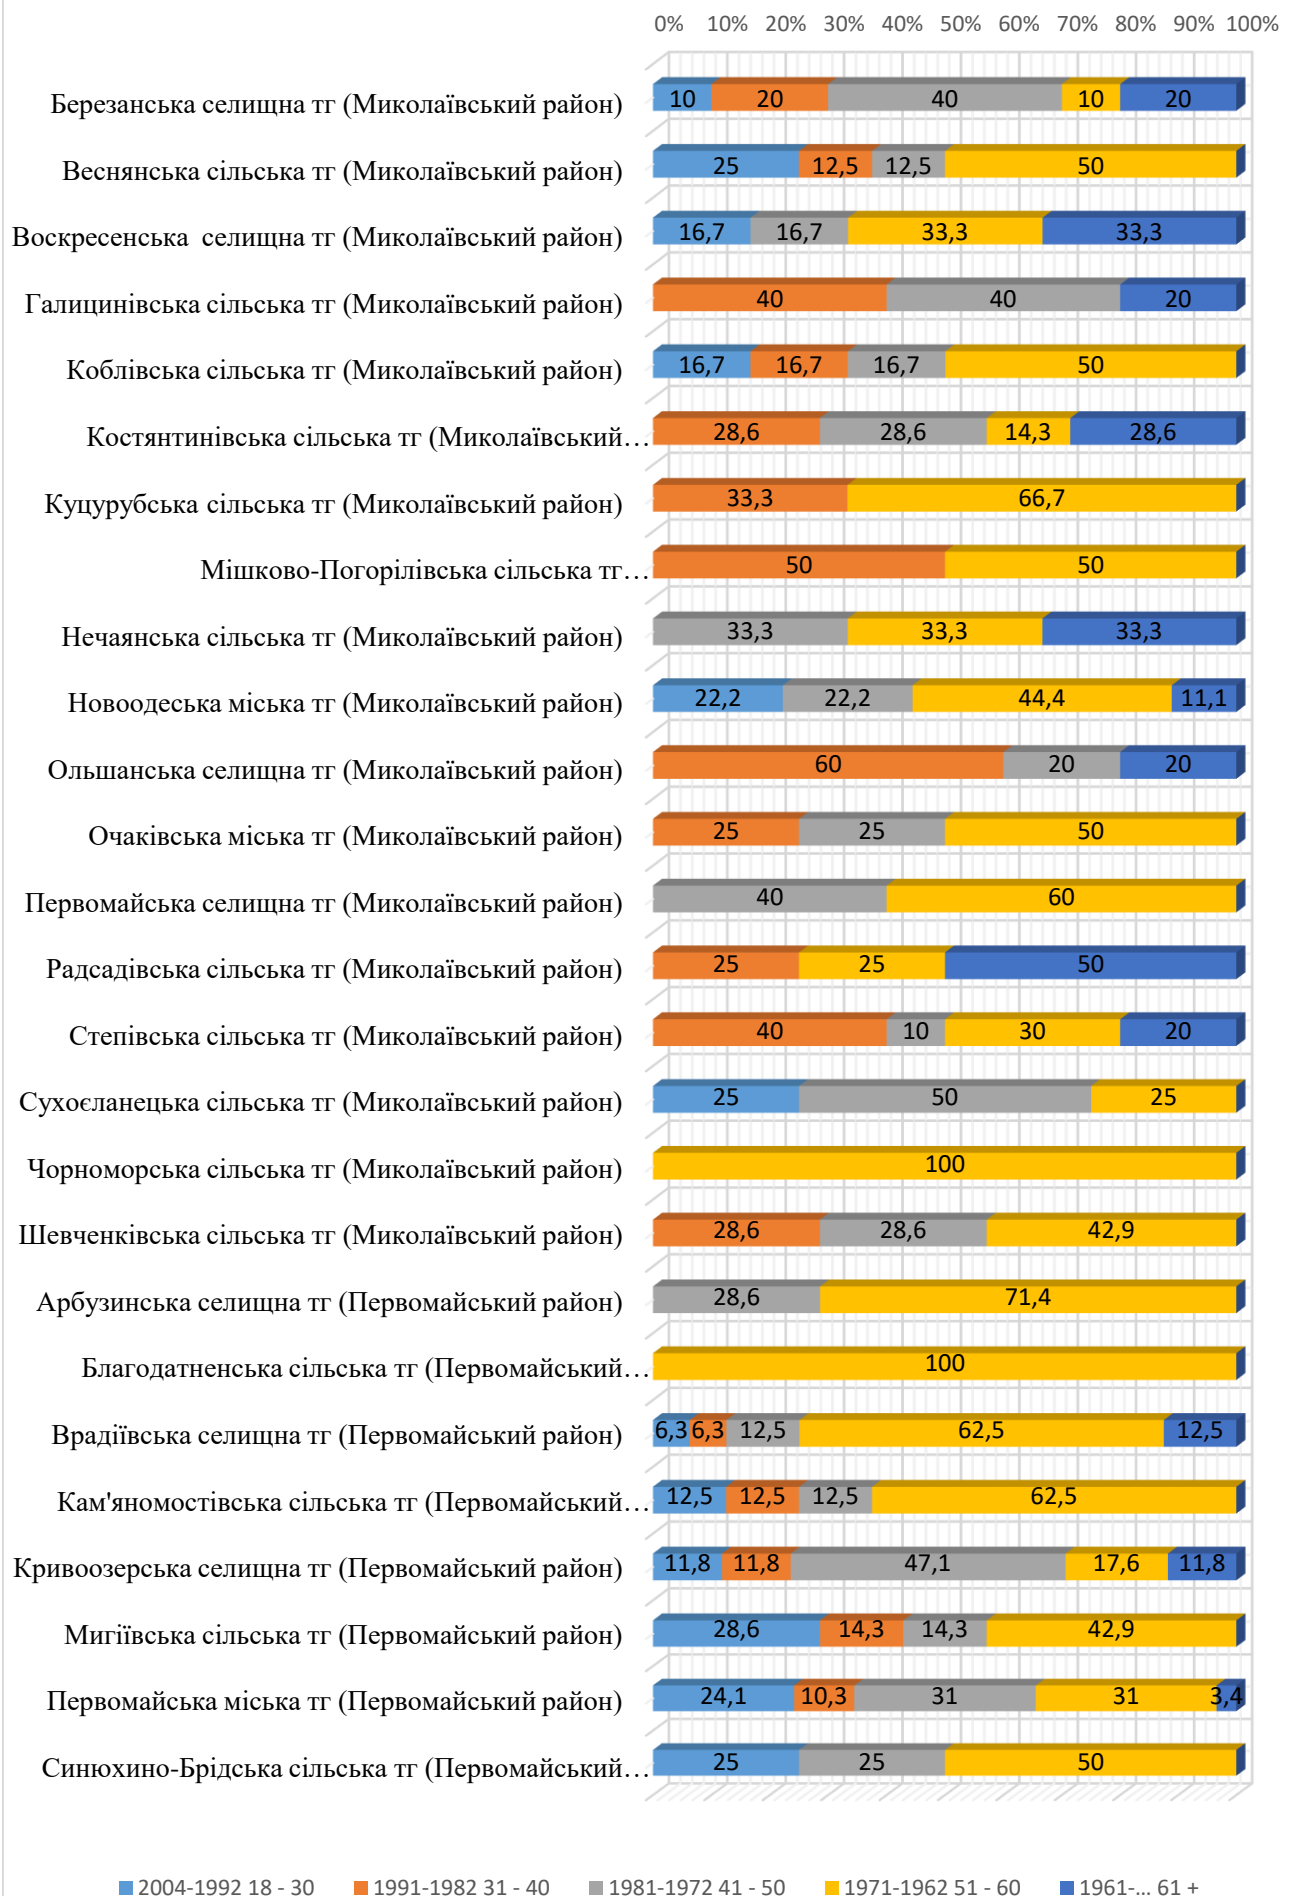 0% 10% 20% 30% 40% 50% 60% 70% 80% 90% 100%
Березанська селищна тг (Миколаївський район) 10 20 40 10 20
Веснянська сільська тг (Миколаївський район) 25 12,5 12,5 50
Воскресенська селищна тг (Миколаївський район) 16,7 16,7 33,3 33,3
Галицинівська сільська тг (Миколаївський район) 40 40 20
Коблівська сільська тг (Миколаївський район) 16,7 16,7 16,7 50
Костянтинівська сільська тг (Миколаївський… 28,6 28,6 14,3 28,6
Куцурубська сільська тг (Миколаївський район) 33,3 66,7
Мішково-Погорілівська сільська тг… 50 50
Нечаянська сільська тг (Миколаївський район) 33,3 33,3 33,3
Новоодеська міська тг (Миколаївський район) 22,2 22,2 44,4 11,1
Ольшанська селищна тг (Миколаївський район) 60 20 20
Очаківська міська тг (Миколаївський район) 25 25 50
Первомайська селищна тг (Миколаївський район) 40 60
Радсадівська сільська тг (Миколаївський район) 25 25 50
Степівська сільська тг (Миколаївський район) 40 10 30 20
Сухоєланецька сільська тг (Миколаївський район) 25 50 25
Чорноморська сільська тг (Миколаївський район) 100
Шевченківська сільська тг (Миколаївський район) 28,6 28,6 42,9
Арбузинська селищна тг (Первомайський район) 28,6 71,4
Благодатненська сільська тг (Первомайський… 100
Врадіївська селищна тг (Первомайський район) 6,3 6,3 12,5 62,5 12,5
Кам'яномостівська сільська тг (Первомайський… 12,5 12,5 12,5 62,5
Кривоозерська селищна тг (Первомайський район) 11,8 11,8 47,1 17,6 11,8
Мигіївська сільська тг (Первомайський район) 28,6 14,3 14,3 42,9
Первомайська міська тг (Первомайський район) 24,1 10,3 31 31 3,4
Синюхино-Брідська сільська тг (Первомайський… 25 25 50
2004-1992 18 - 30 1991-1982 31 - 40 1981-1972 41 - 50 1971-1962 51 - 60 1961-... 61 +